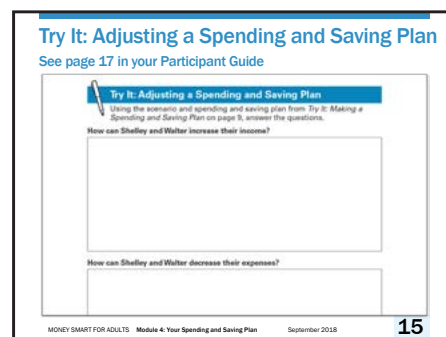 Try It: Adjusting a Spending and Saving Plan
See page 17 in your Participant Guide
Try It: Adjusting a Spending and Saving Plan
Using the scenario and spending and saving plan from Try It: Making a
Spending and Saving Plan on page 9, answer the questions.
How can Shelley and Walter increase their income?
How can Shelley and Walter decrease their expenses?
MONEY SMART FOR ADULTS Module 4: Your Spending and Saving Plan September 2018 15